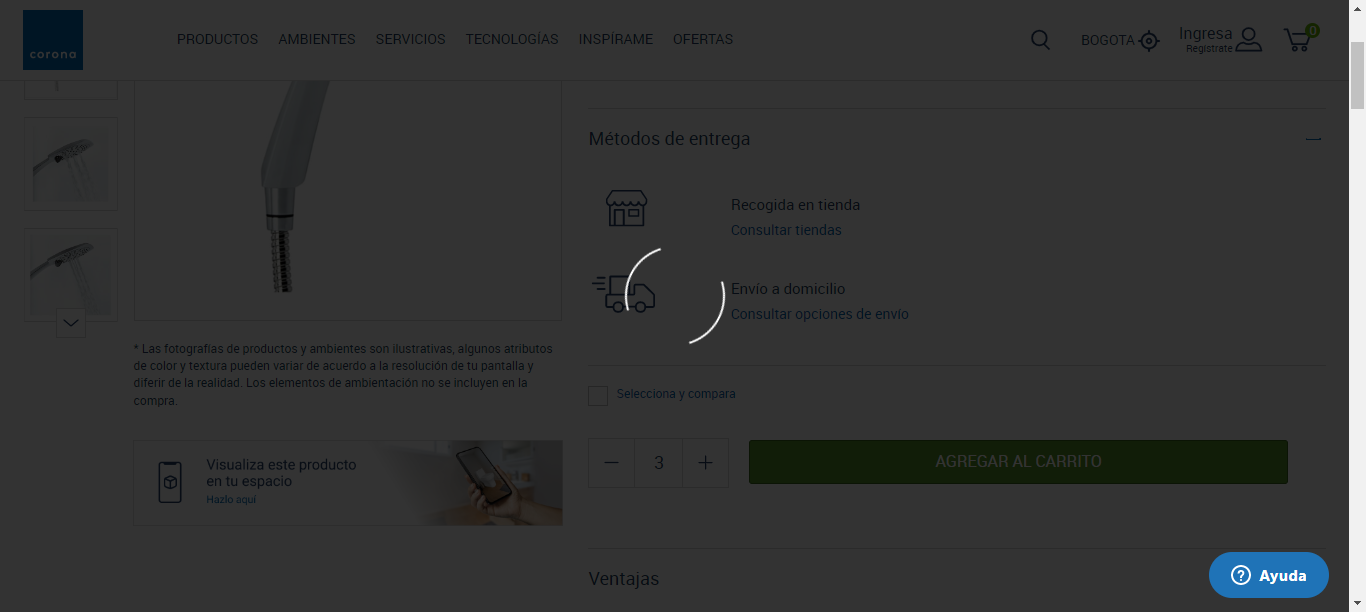 corona
PRODUCTOS
AMBIENTES
SERVICIOS
TECNOLOGÍAS
INSPÍRAME
OFERTAS
BOGOTA
Ingresa
Regístrate
0
Métodos de entrega
Recogida en tienda
Consultar tiendas
Envío a domicilio
Consultar opciones de envío
* Las fotografías de productos y ambientes son ilustrativas, algunos atributos
de color y textura pueden variar de acuerdo a la resolución de tu pantalla y
diferir de la realidad. Los elementos de ambientación no se incluyen en la
compra.
Selecciona y compara
3
AGREGAR AL CARRITO
Visualiza este producto
en tu espacio
Hazlo aquí
Ventajas
Ayuda